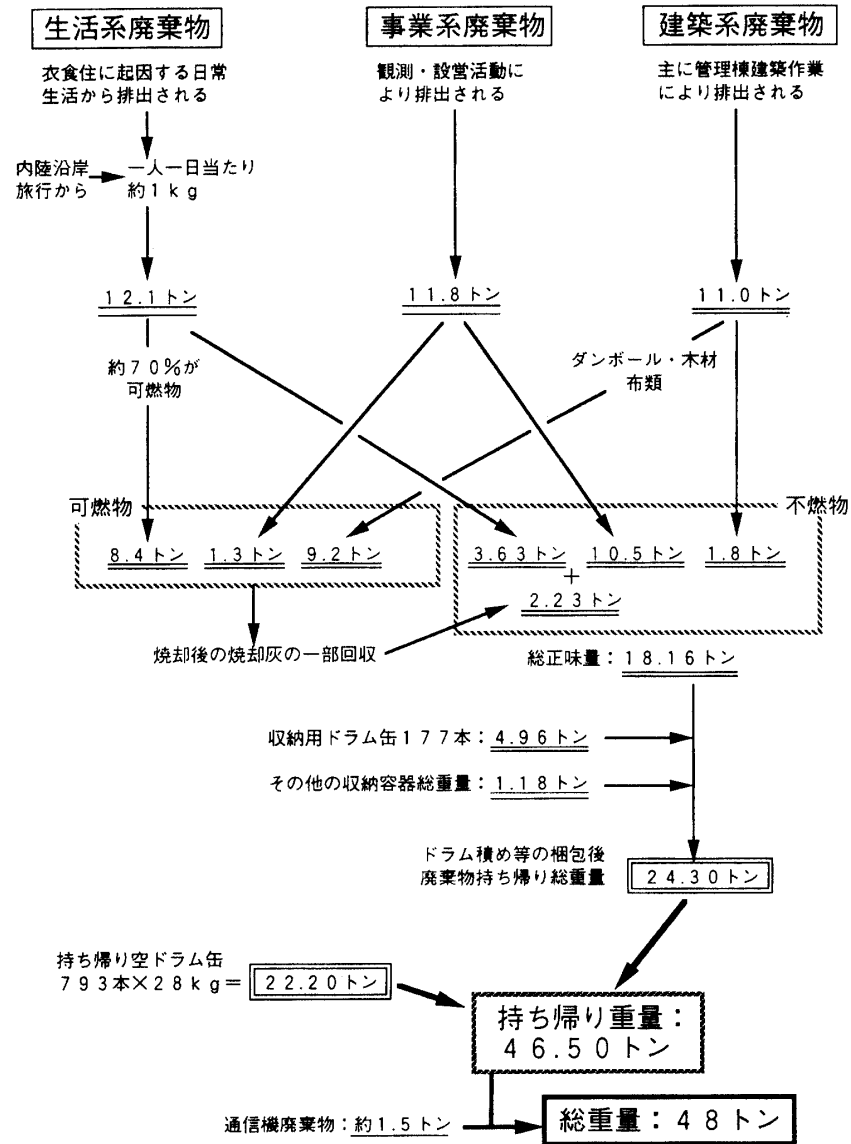 生活系廃棄物
事業系廃棄物
建築系廃棄物
衣食住に起因する日常
生活から排出される
観測・設営活動に
より排出される
主に管理棟建築作業
により排出される
内陸沿岸
旅行から
一人一日当たり
約1kg
12.1トン
11.8トン
11.0トン
約70%が
可燃物
ダンボール・木材
布類
可燃物
不燃物
8.4トン
1.3トン
9.2トン
3.63トン
10.5トン
1.8トン
+
2.23トン
焼却後の焼却灰の一部回収
総正味量:18.16トン
収納用ドラム缶177本:4.96トン
その他の収納容器総重量:1.18トン
ドラム積め等の梱包後
廃棄物持ち帰り総重量
24.30トン
持ち帰り空ドラム缶
793本×28kg=
22.20トン
持ち帰り重量:
46.50トン
通信機廃棄物:約1.5トン
総重量:48トン